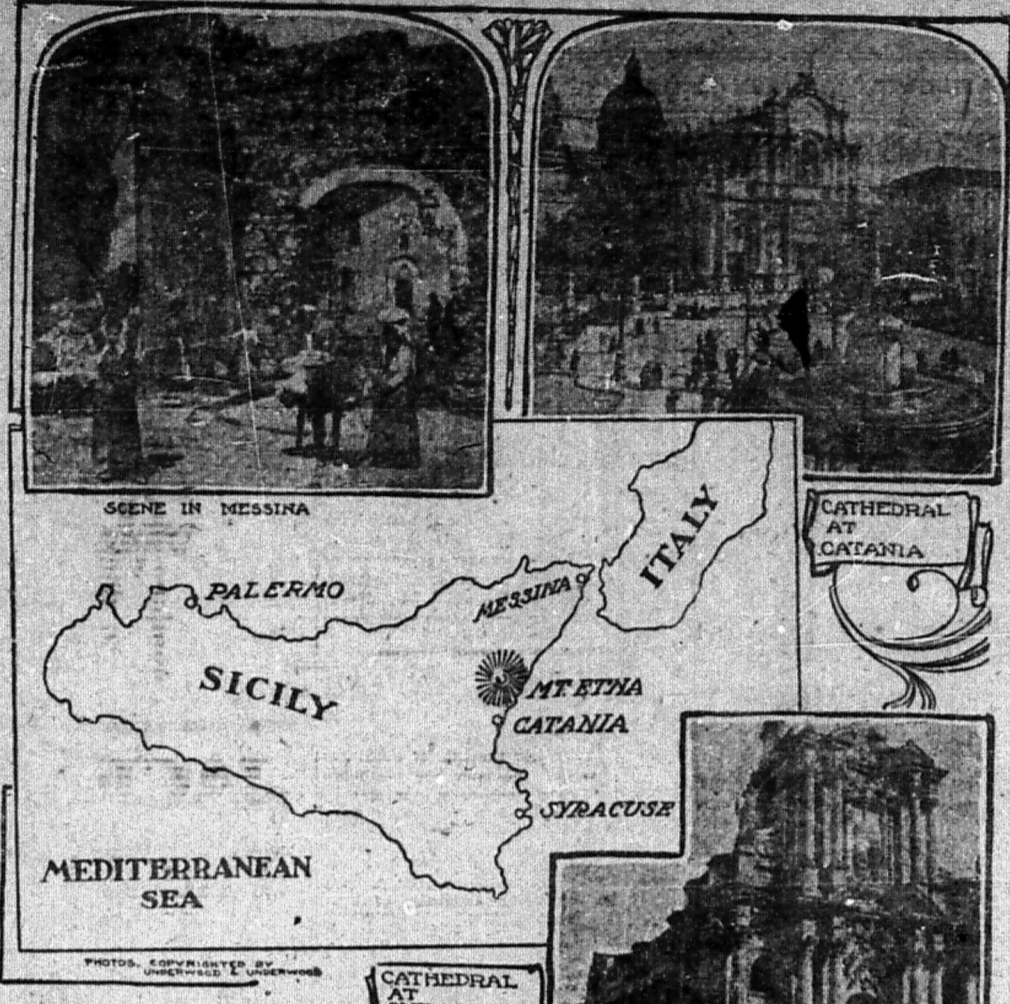 SCENE IN MESSINA
CATHEDRAL
AT
CATANIA
ITALY
PALERMO
MESSINA
SICILY
MT. ETNA
CATANIA
SYRACUSE
MEDITERRANEAN
SEA
PHOTOS. COPYRIGHTED BY
UNDERWOOD & UNDERWOOD
CATHEDRAL
AT